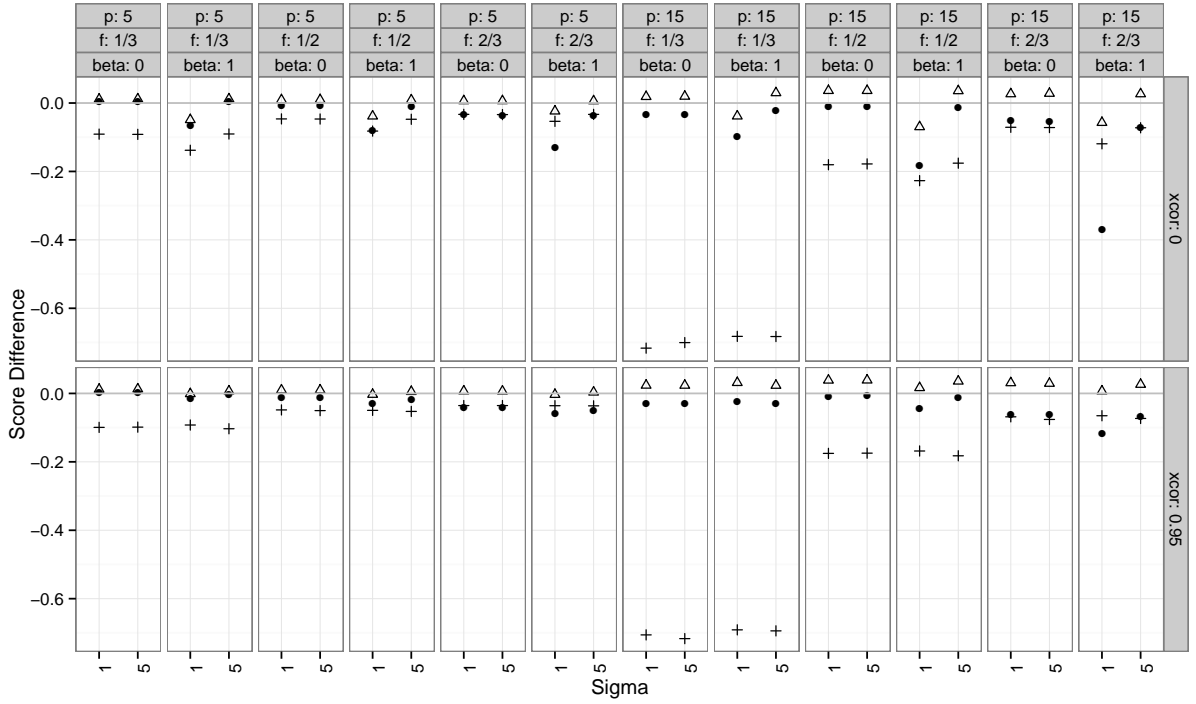 p: 5 p: 5 p: 5 p: 5 p: 5 p: 5 p: 15 p: 15 p: 15 p: 15 p: 15 p: 15
f: 1/3 f: 1/3 f: 1/2 f: 1/2 f: 2/3 f: 2/3 f: 1/3 f: 1/3 f: 1/2 f: 1/2 f: 2/3 f: 2/3
beta: 0 beta: 1 beta: 0 beta: 1 beta: 0 beta: 1 beta: 0 beta: 1 beta: 0 beta: 1 beta: 0 beta: 1
0.0
−0.2
−0.4
−0.6
xcor: 0
0.0
−0.2
−0.4
−0.6
xcor: 0.95
Score Difference
1 5 1 5 1 5 1 5 1 5 1 5 1 5 1 5 1 5 1 5 1 5 1 5
Sigma